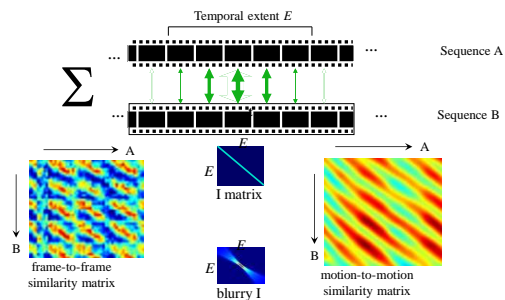 Temporal extent E
... ...
Sequence A
Σ
... ...
Sequence B
A
B
frame-to-frame
similarity matrix
E
E
I matrix
E
E
blurry I
A
B
motion-to-motion
similarity matrix